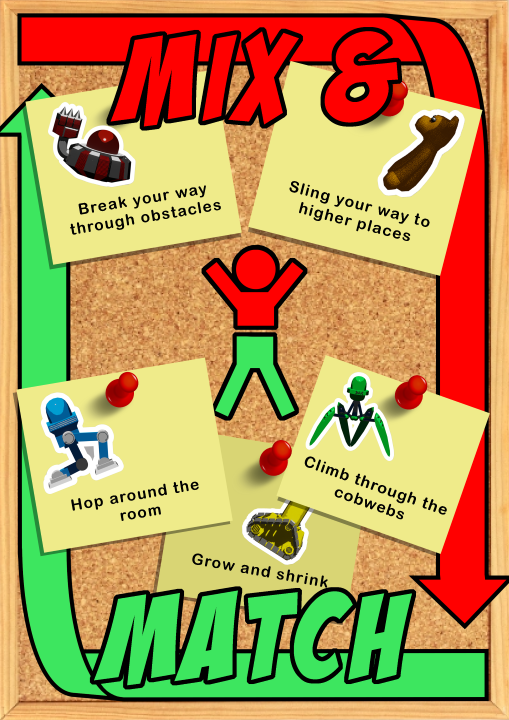 MIX &
Break your way
through obstacles
Sling your way to
higher places
Hop around the
room
Climb through the
cobwebs
Grow and shrink
MATCH